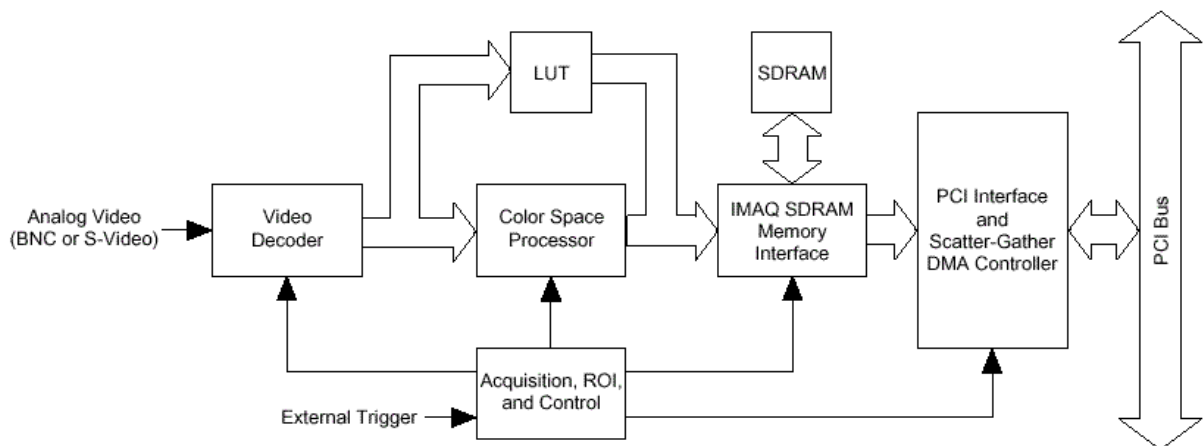 LUT
SDRAM
Analog Video
(BNC or S-Video)
Video
Decoder
Color Space
Processor
IMAQ SDRAM
Memory
Interface
PCI Interface
and
Scatter-Gather
DMA Controller
PCI Bus
Acquisition, ROI,
and Control
External Trigger